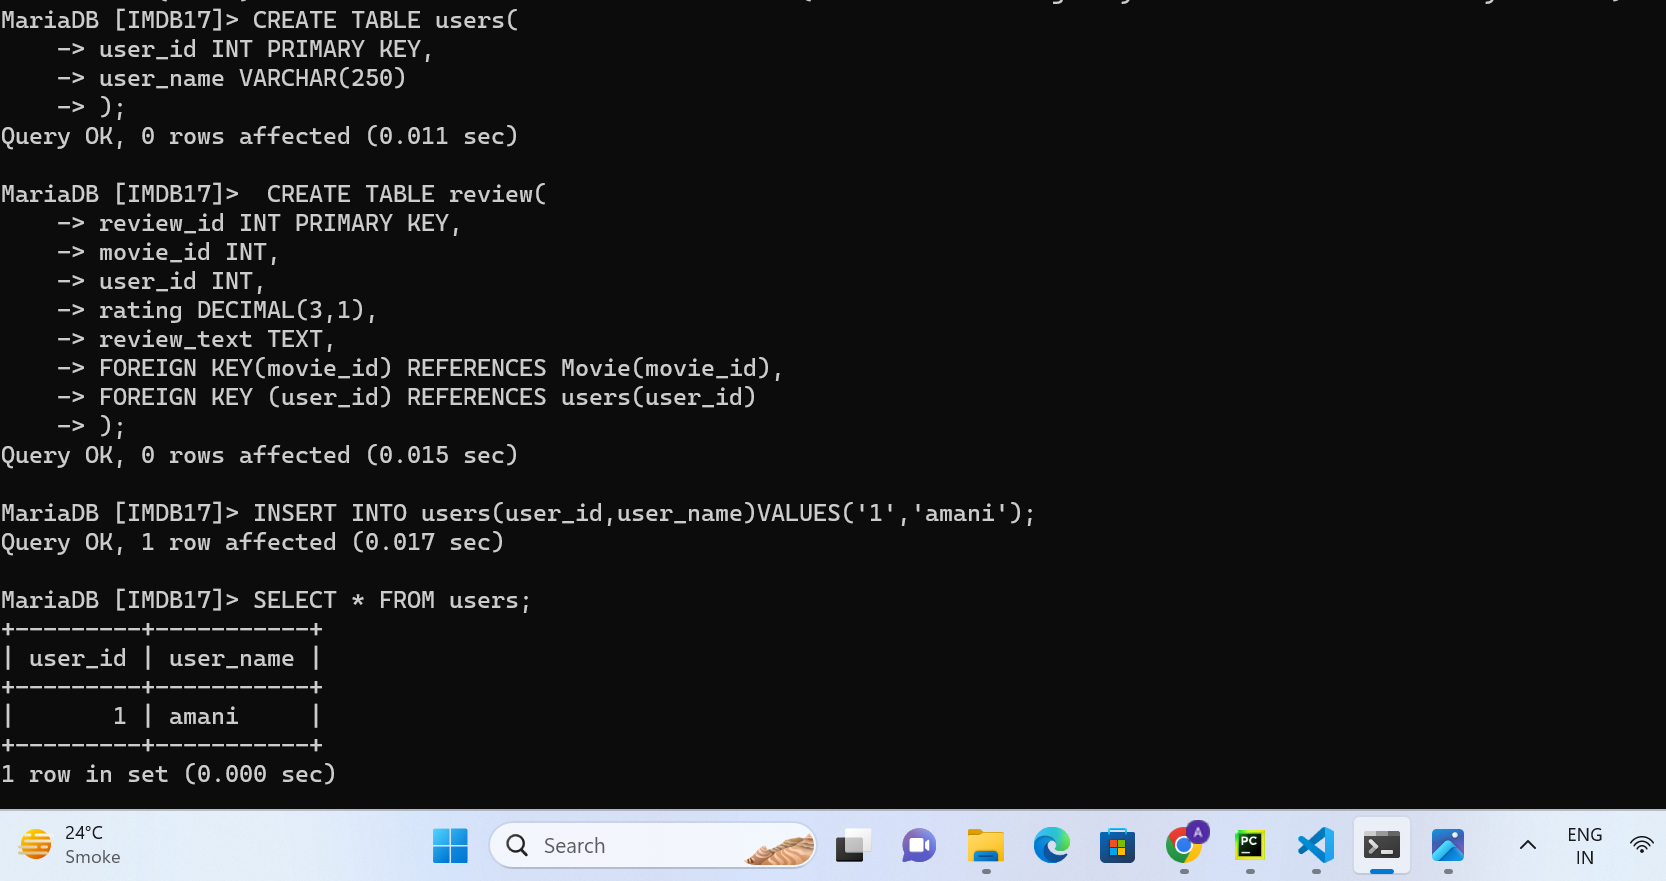 MariaDB [IMDB17]> CREATE TABLE users(
    -> user_id INT PRIMARY KEY,
    -> user_name VARCHAR(250)
    -> );
Query OK, 0 rows affected (0.011 sec)

MariaDB [IMDB17]>  CREATE TABLE review(
    -> review_id INT PRIMARY KEY,
    -> movie_id INT,
    -> user_id INT,
    -> rating DECIMAL(3,1),
    -> review_text TEXT,
    -> FOREIGN KEY(movie_id) REFERENCES Movie(movie_id),
    -> FOREIGN KEY (user_id) REFERENCES users(user_id)
    -> );
Query OK, 0 rows affected (0.015 sec)

MariaDB [IMDB17]> INSERT INTO users(user_id,user_name)VALUES('1','amani');
Query OK, 1 row affected (0.017 sec)

MariaDB [IMDB17]> SELECT * FROM users;
+---------+-----------+
| user_id | user_name |
+---------+-----------+
|       1 | amani     |
+---------+-----------+
1 row in set (0.000 sec)
24°C
Smoke
Search
A
PC
ENG
IN